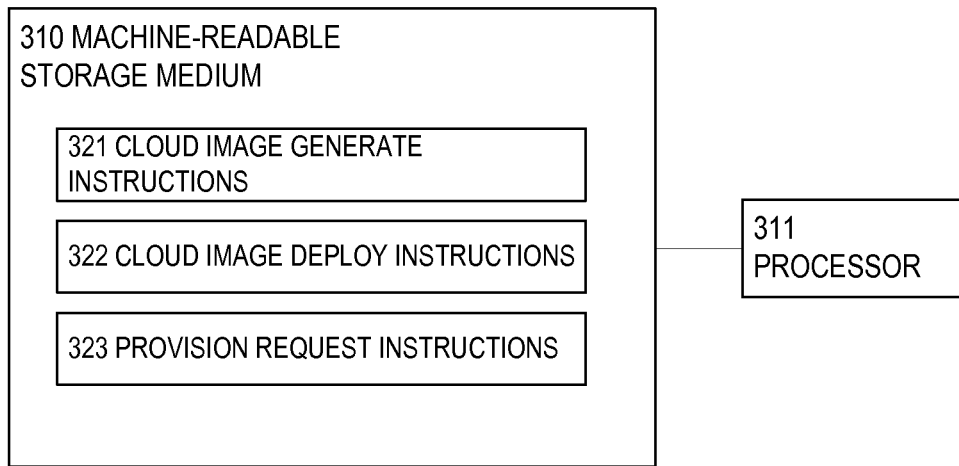 310 MACHINE-READABLE
STORAGE MEDIUM
321 CLOUD IMAGE GENERATE
INSTRUCTIONS
322 CLOUD IMAGE DEPLOY INSTRUCTIONS
323 PROVISION REQUEST INSTRUCTIONS
311
PROCESSOR